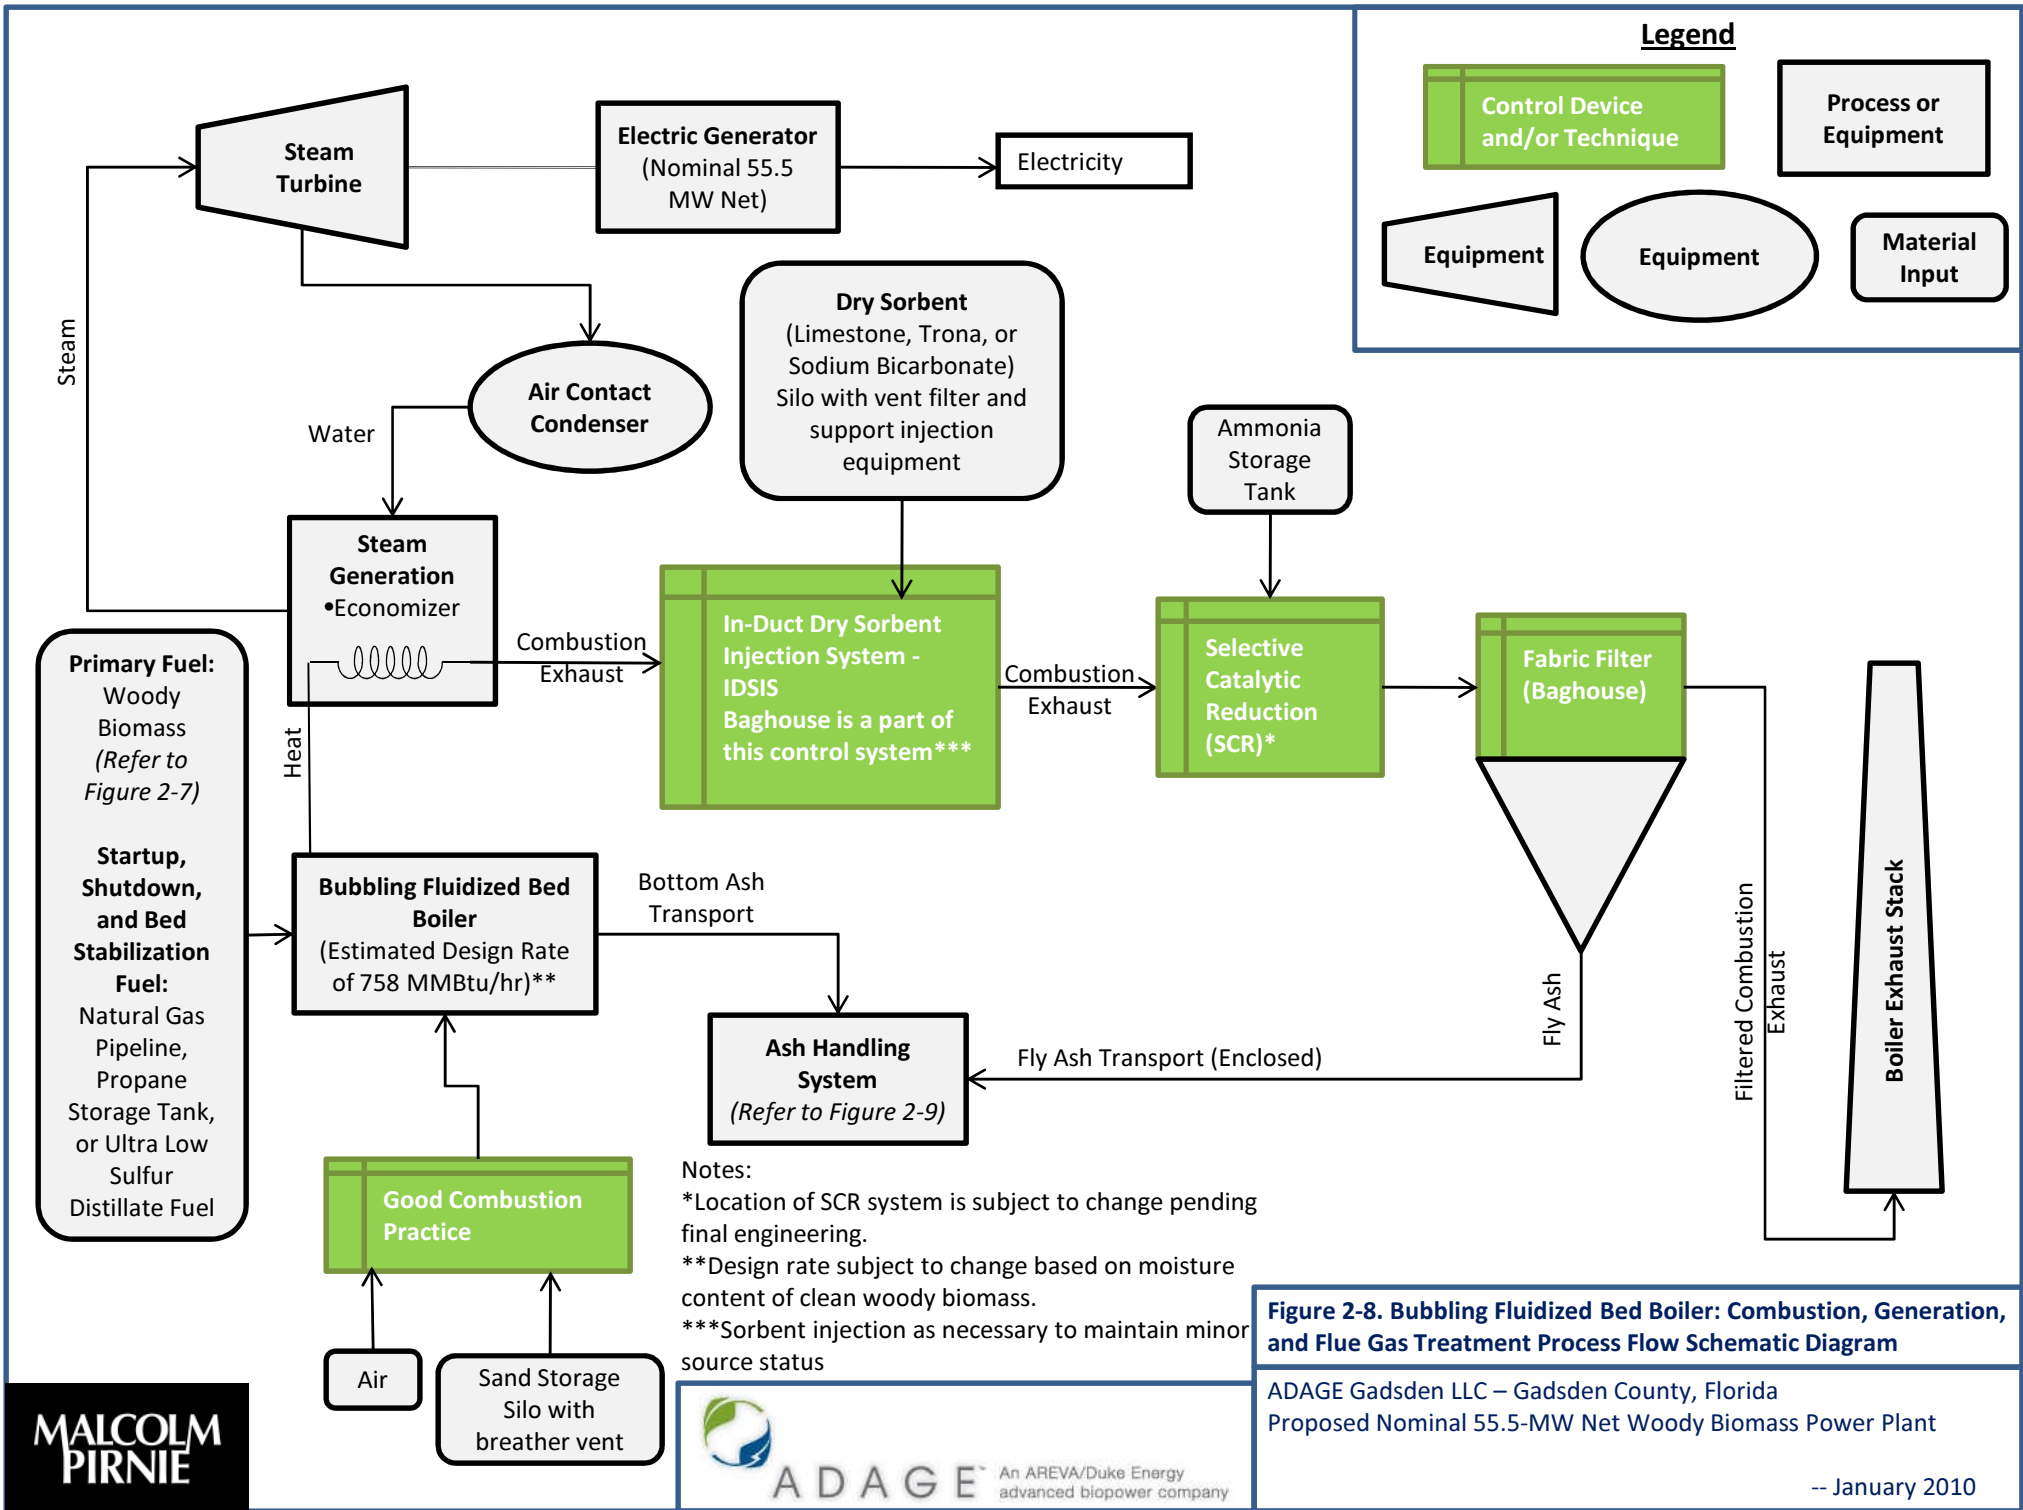 Legend
Control Device
and/or Technique
Process or
Equipment
Equipment
Equipment
Material
Input
Steam
Turbine
Electric Generator
(Nominal 55.5
MW Net)
Electricity
Steam
Air Contact
Condenser
Water
Dry Sorbent
(Limestone, Trona, or
Sodium Bicarbonate)
Silo with vent filter and
support injection
equipment
Ammonia
Storage
Tank
Steam
Generation
•Economizer
Combustion
Exhaust
In-Duct Dry Sorbent
Injection System -
IDSIS
Baghouse is a part of
this control system***
Combustion
Exhaust
Selective
Catalytic
Reduction
(SCR)*
Fabric Filter
(Baghouse)
Primary Fuel:
Woody
Biomass
(Refer to
Figure 2-7)
Startup,
Shutdown,
and Bed
Stabilization
Fuel:
Natural Gas
Pipeline,
Propane
Storage Tank,
or Ultra Low
Sulfur
Distillate Fuel
Heat
Bubbling Fluidized Bed
Boiler
(Estimated Design Rate
of 758 MMBtu/hr)**
Bottom Ash
Transport
Ash Handling
System
(Refer to Figure 2-9)
Fly Ash Transport (Enclosed)
Fly Ash
Filtered Combustion
Exhaust
Boiler Exhaust Stack
Good Combustion
Practice
Air
Sand Storage
Silo with
breather vent
Notes:
*Location of SCR system is subject to change pending
final engineering.
**Design rate subject to change based on moisture
content of clean woody biomass.
***Sorbent injection as necessary to maintain minor
source status
Figure 2-8. Bubbling Fluidized Bed Boiler: Combustion, Generation,
and Flue Gas Treatment Process Flow Schematic Diagram
ADAGE Gadsden LLC – Gadsden County, Florida
Proposed Nominal 55.5-MW Net Woody Biomass Power Plant
-- January 2010
MALCOLM
PIRNIE
ADAGE™
An AREVA/Duke Energy
advanced biopower company